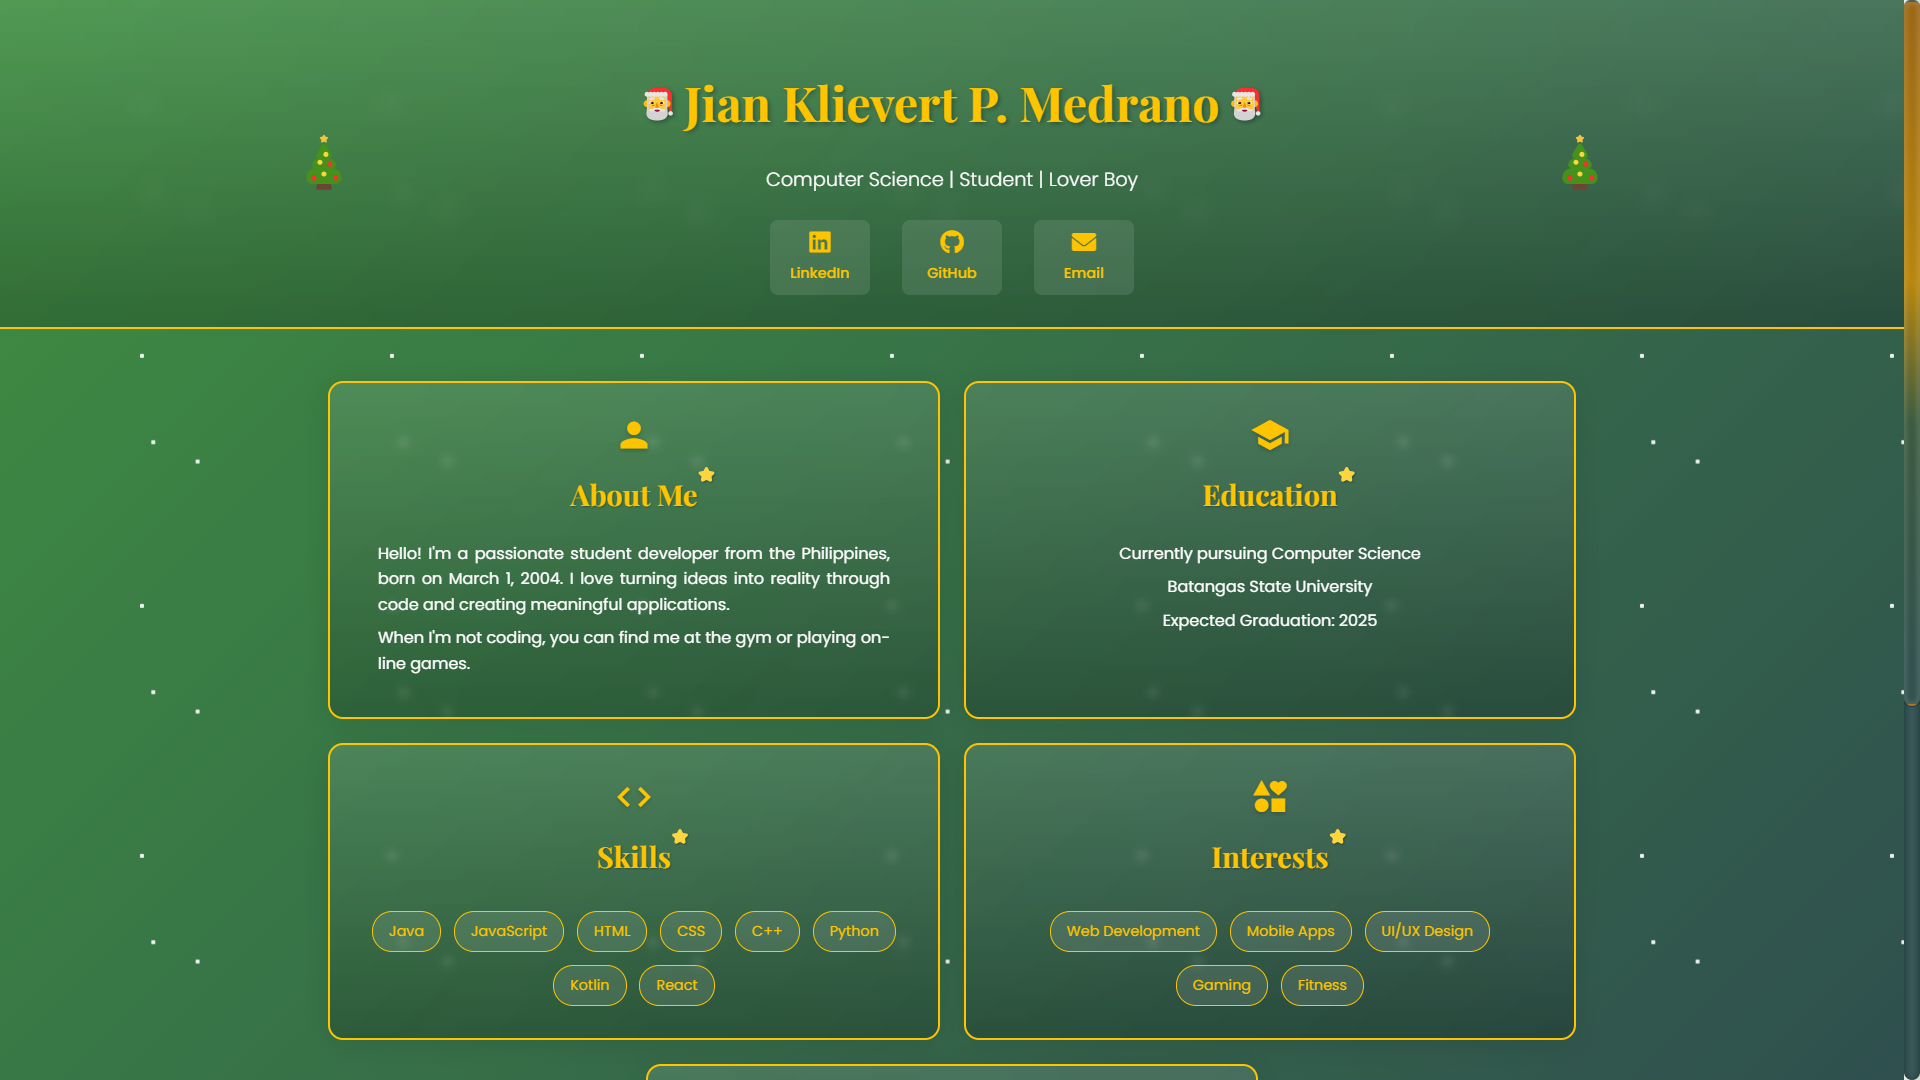 Jian Klievert P. Medrano
Computer Science | Student | Lover Boy
LinkedIn
GitHub
Email
About Me
Hello! I'm a passionate student developer from the Philippines,
born on March 1, 2004. I love turning ideas into reality through
code and creating meaningful applications.
When I'm not coding, you can find me at the gym or playing on-
line games.
Education
Currently pursuing Computer Science
Batangas State University
Expected Graduation: 2025
Skills
Java JavaScript HTML CSS C++ Python
Kotlin React
Interests
Web Development Mobile Apps UI/UX Design
Gaming Fitness